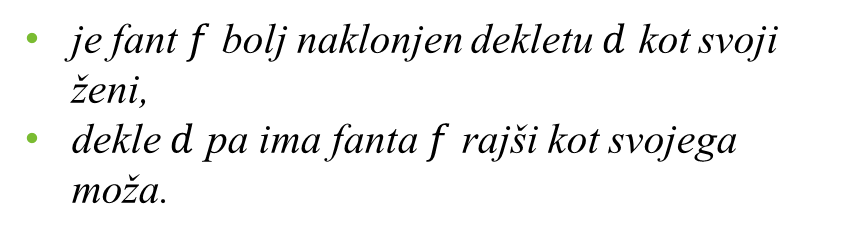 • je fant f bolj naklonjen dekletu d kot svoji
ženi,
• dekle d pa ima fanta f rajši kot svojega
moža.